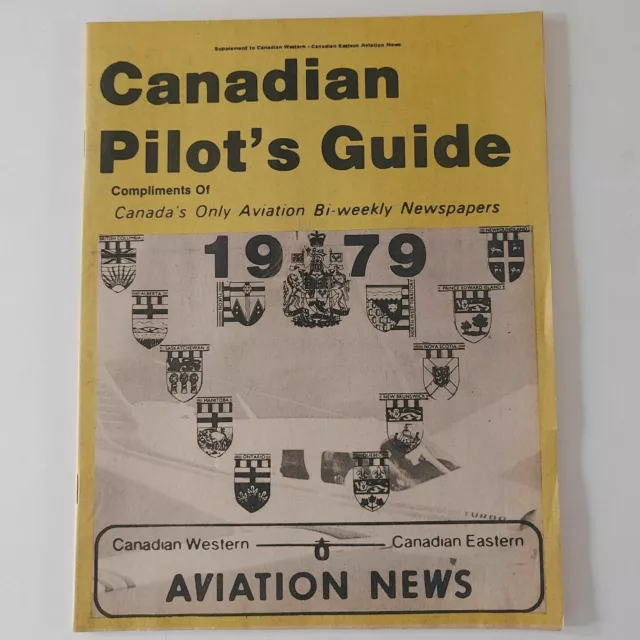 Supplement to Canadian Western - Canadian Eastern Aviation News
Canadian
Pilot's Guide
Compliments Of
Canada's Only Aviation Bi-weekly Newspapers
1979
BRITISH COLUMBIA
NEWFOUNDLAND
ALBERTA
PRINCE EDWARD ISLAND
SASKATCHEWAN
NOVA SCOTIA
MANITOBA
NEW BRUNSWICK
ONTARIO
TURBO
Canadian Western
Canadian Eastern
AVIATION NEWS